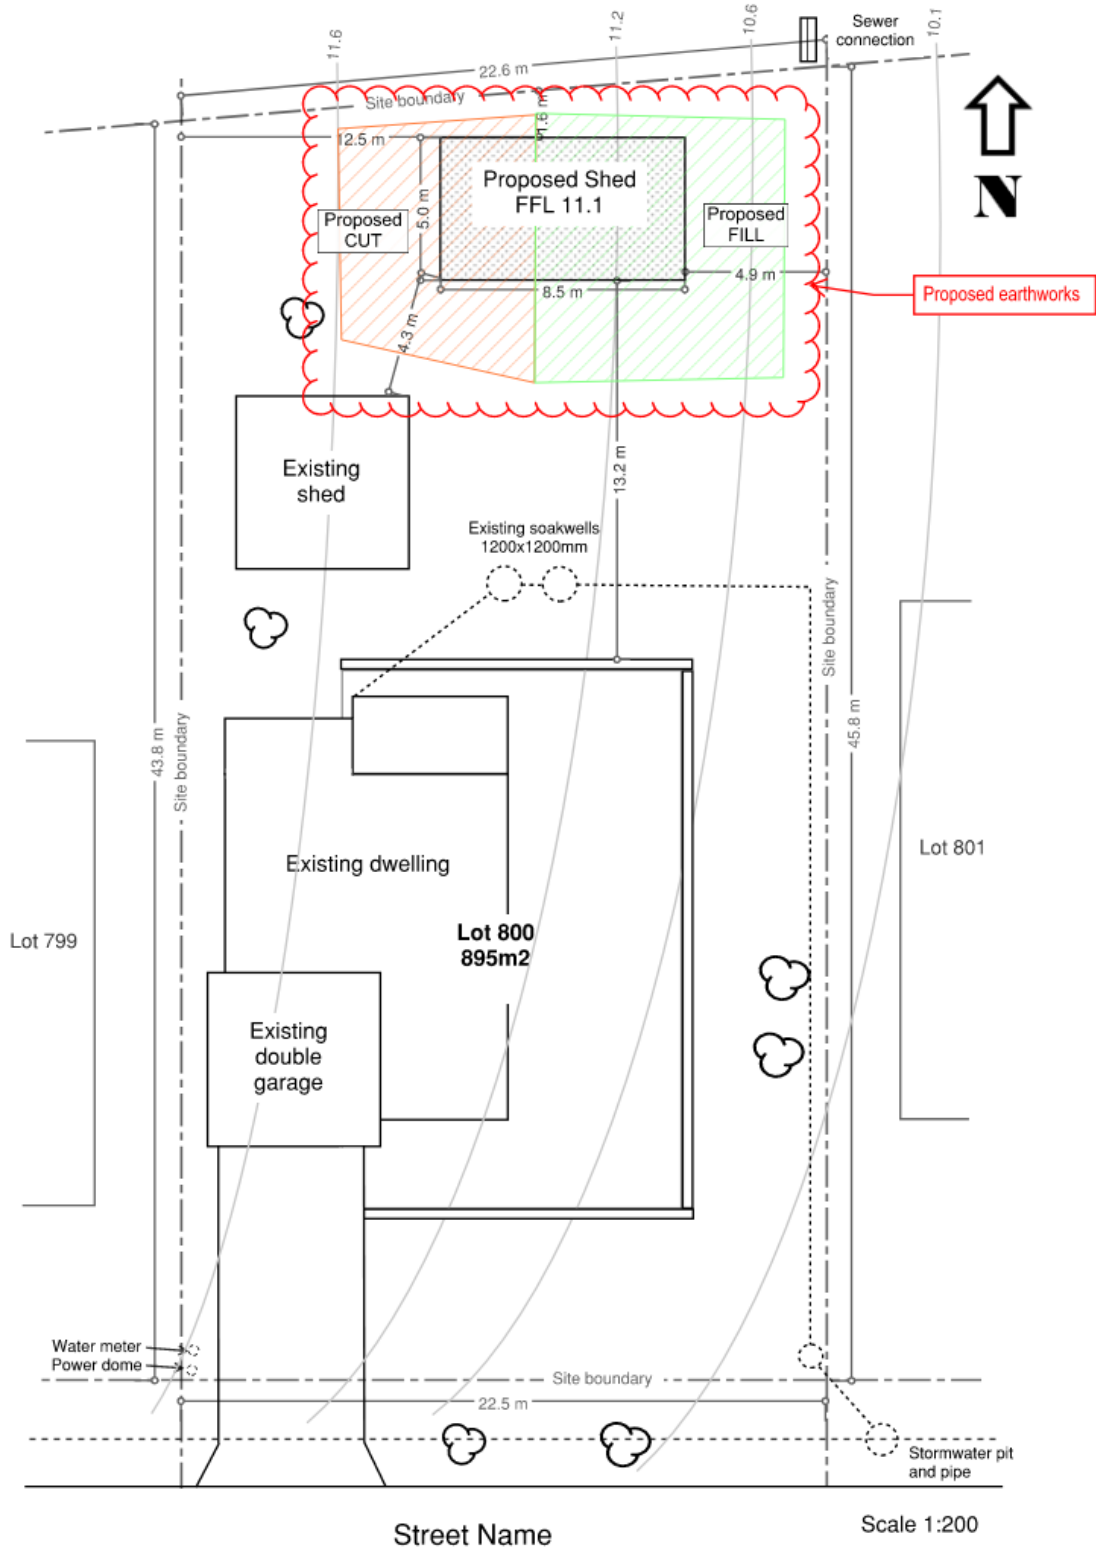 11.6
11.2
10.6
10.1
Sewer
connection
22.6 m
Site boundary
1.6 m
12.5 m
N
Proposed Shed
FFL 11.1
5.0 m
Proposed
CUT
Proposed
FILL
4.9 m
8.5 m
Proposed earthworks
4.3 m
13.2 m
Existing
shed
Existing soakwells
1200x1200mm
Site boundary
45.8 m
43.8 m
Site boundary
Existing dwelling
Lot 801
Lot 799
Lot 800
895m2
Existing
double
garage
Water meter
Power dome
Site boundary
22.5 m
Stormwater pit
and pipe
Street Name
Scale 1:200